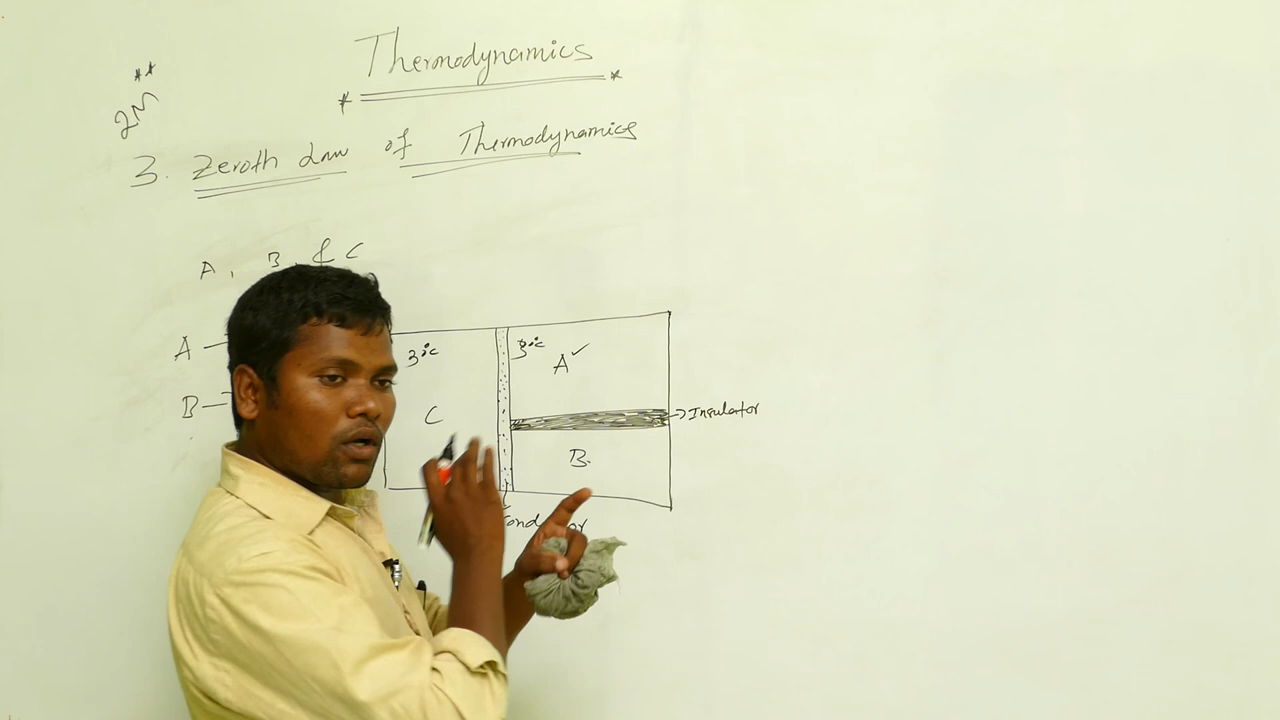 Thermodynamics
**
2M
3. Zeroth Law of Thermodynamics
A, B & C
A
30°C
30°C
A ✓
B
C
→ Insulator
B.